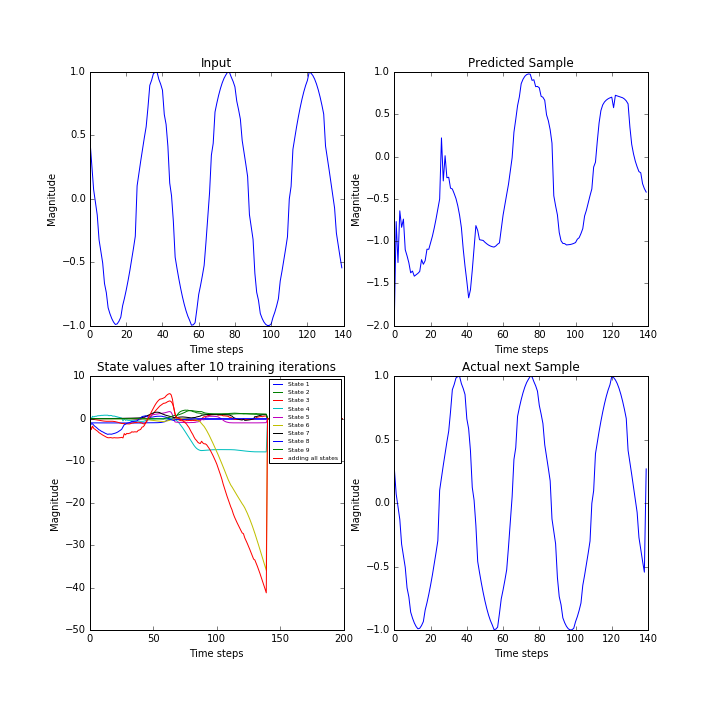 Input
1.0
0.5
0.0
−0.5
−1.0
Magnitude
0 20 40 60 80 100 120 140
Time steps
Predicted Sample
1.0
0.5
0.0
−0.5
−1.0
−1.5
−2.0
Magnitude
0 20 40 60 80 100 120 140
Time steps
State values after 10 training iterations
10
0
−10
−20
−30
−40
−50
Magnitude
0 50 100 150 200
Time steps
State 1
State 2
State 3
State 4
State 5
State 6
State 7
State 8
State 9
adding all states
Actual next Sample
1.0
0.5
0.0
−0.5
−1.0
Magnitude
0 20 40 60 80 100 120 140
Time steps